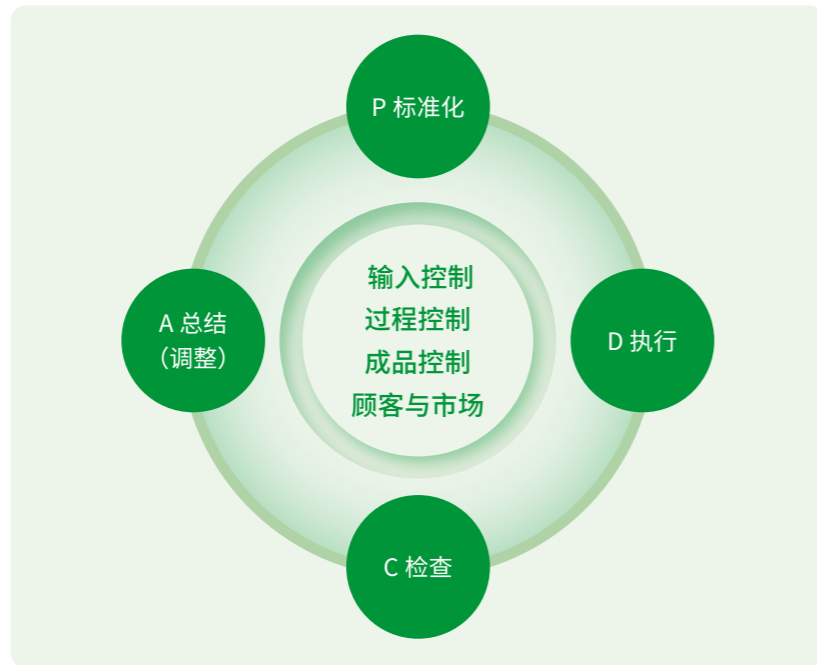 P 标准化
输入控制
过程控制
成品控制
顾客与市场
A 总结
（调整）
D 执行
C 检查